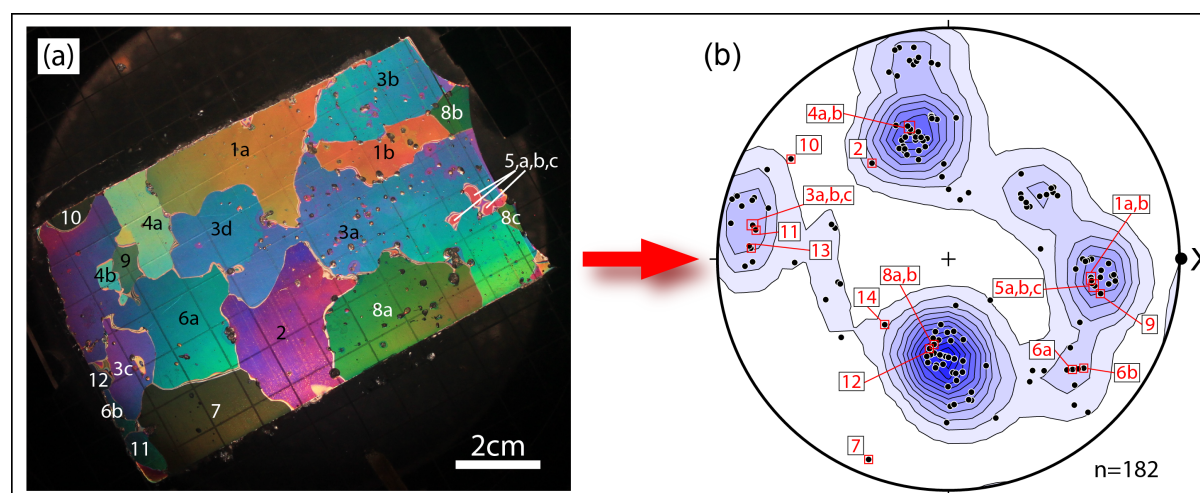 (a)
3b
8b
1a
1b
5,a,b,c
10
4a
3d
3a
8c
9
4b
6a
2
8a
3c
12
6b
7
11
2cm
(b)
4a,b
2
10
3a,b,c
11
13
1a,b
X
8a,b
5a,b,c
14
9
6a
6b
12
7
n=182